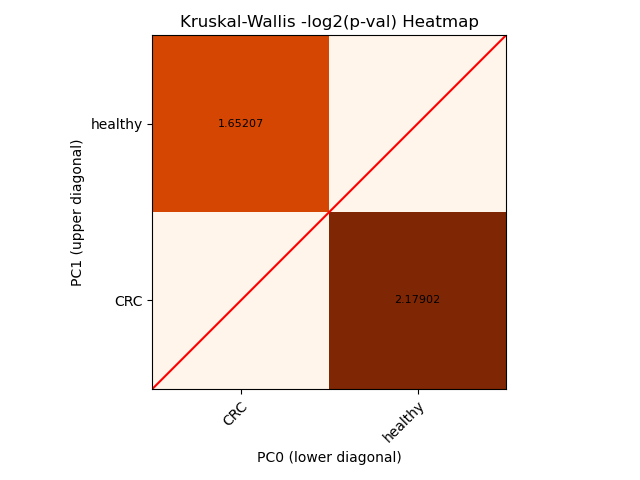 Kruskal-Wallis -log2(p-val) Heatmap
PC1 (upper diagonal)
healthy
1.65207
CRC
2.17902
CRC
healthy
PC0 (lower diagonal)